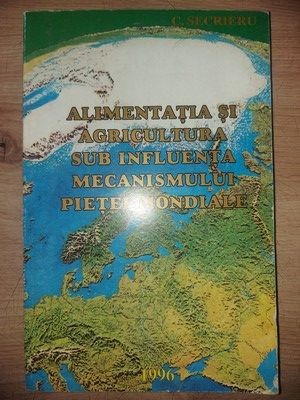 C. SECRIERU
ALIMENTAȚIA ȘI
AGRICULTURA
SUB INFLUENȚA
MECANISMULUI
PIEȚEI MONDIALE
1996